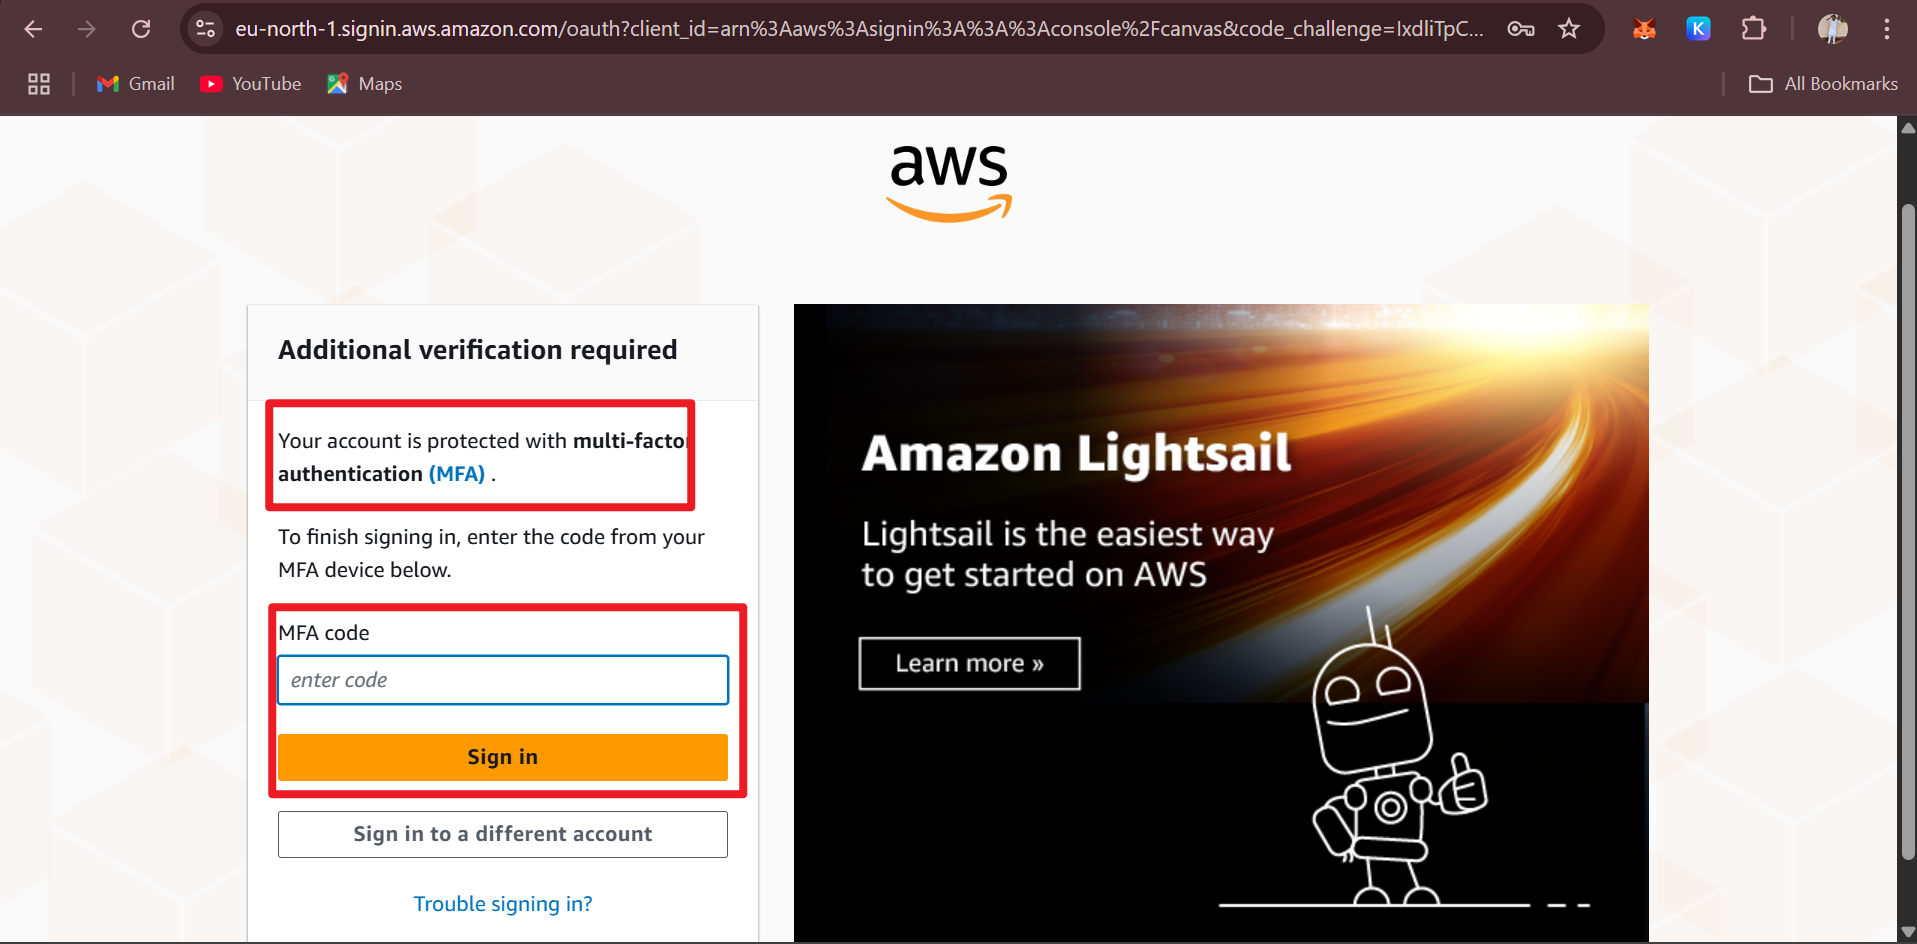 eu-north-1.signin.aws.amazon.com/oauth?client_id=arn%3Aaws%3Asignin%3A%3A%3Aconsole%2Fcanvas&code_challenge=IxdliTpC...
K
Gmail
YouTube
Maps
All Bookmarks
aws
Additional verification required
Your account is protected with multi-facto
authentication (MFA) .
To finish signing in, enter the code from your
MFA device below.
MFA code
enter code
Sign in
Sign in to a different account
Trouble signing in?
Amazon Lightsail
Lightsail is the easiest way
to get started on AWS
Learn more »